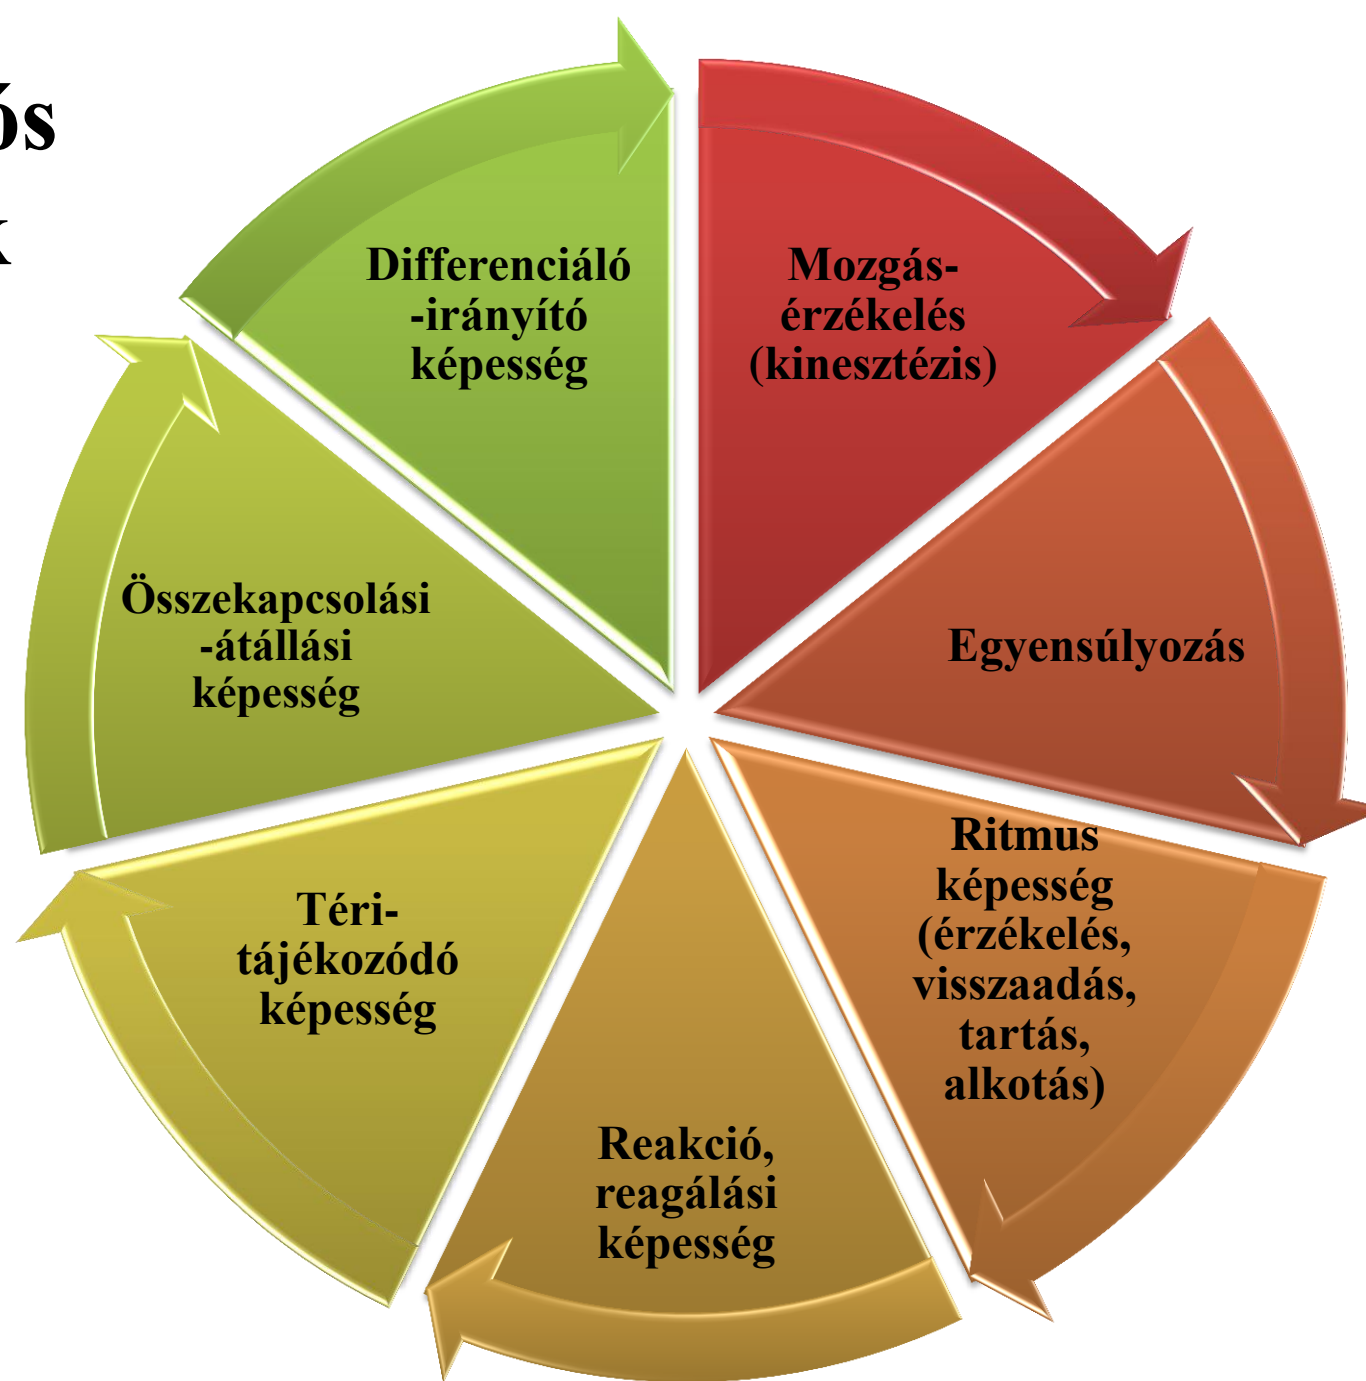 ós
k
Differenciáló
-irányító
képesség
Mozgás-
érzékelés
(kinesztézis)
Egyensúlyozás
Ritmus
képesség
(érzékelés,
visszaadás,
tartás,
alkotás)
Reakció,
reagálási
képesség
Téri-
tájékozódó
képesség
Összekapcsolási
-átállási
képesség